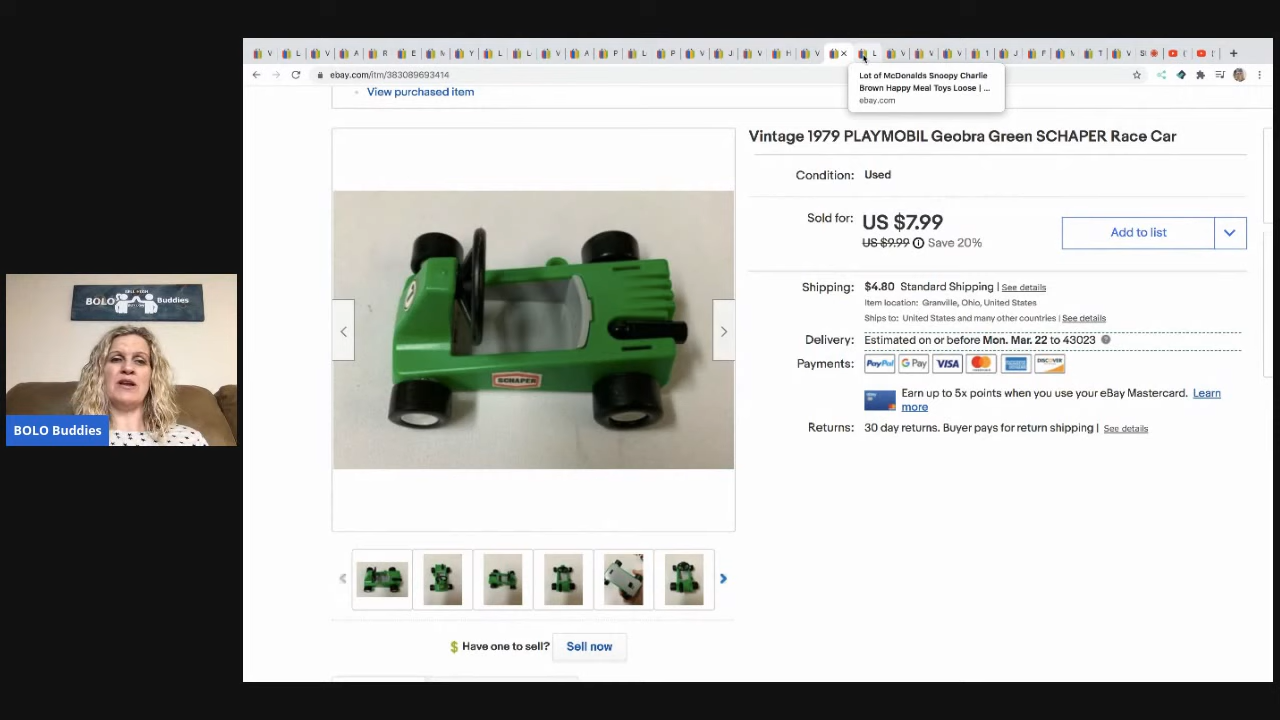 ebay.com/itm/383089693414
Lot of McDonalds Snoopy Charlie
Brown Happy Meal Toys Loose | ...
ebay.com
View purchased item
Vintage 1979 PLAYMOBIL Geobra Green SCHAPER Race Car
Condition: Used
Sold for: US $7.99
US $9.99 Save 20%
Add to list
Shipping: $4.80 Standard Shipping | See details
Item location: Granville, Ohio, United States
Ships to: United States and many other countries | See details
Delivery: Estimated on or before Mon. Mar. 22 to 43023
Payments: PayPal G Pay VISA DISCOVER
Earn up to 5x points when you use your eBay Mastercard. Learn
more
Returns: 30 day returns. Buyer pays for return shipping | See details
SCHAPER
Have one to sell? Sell now
BOLO Buddies
BOLO Buddies